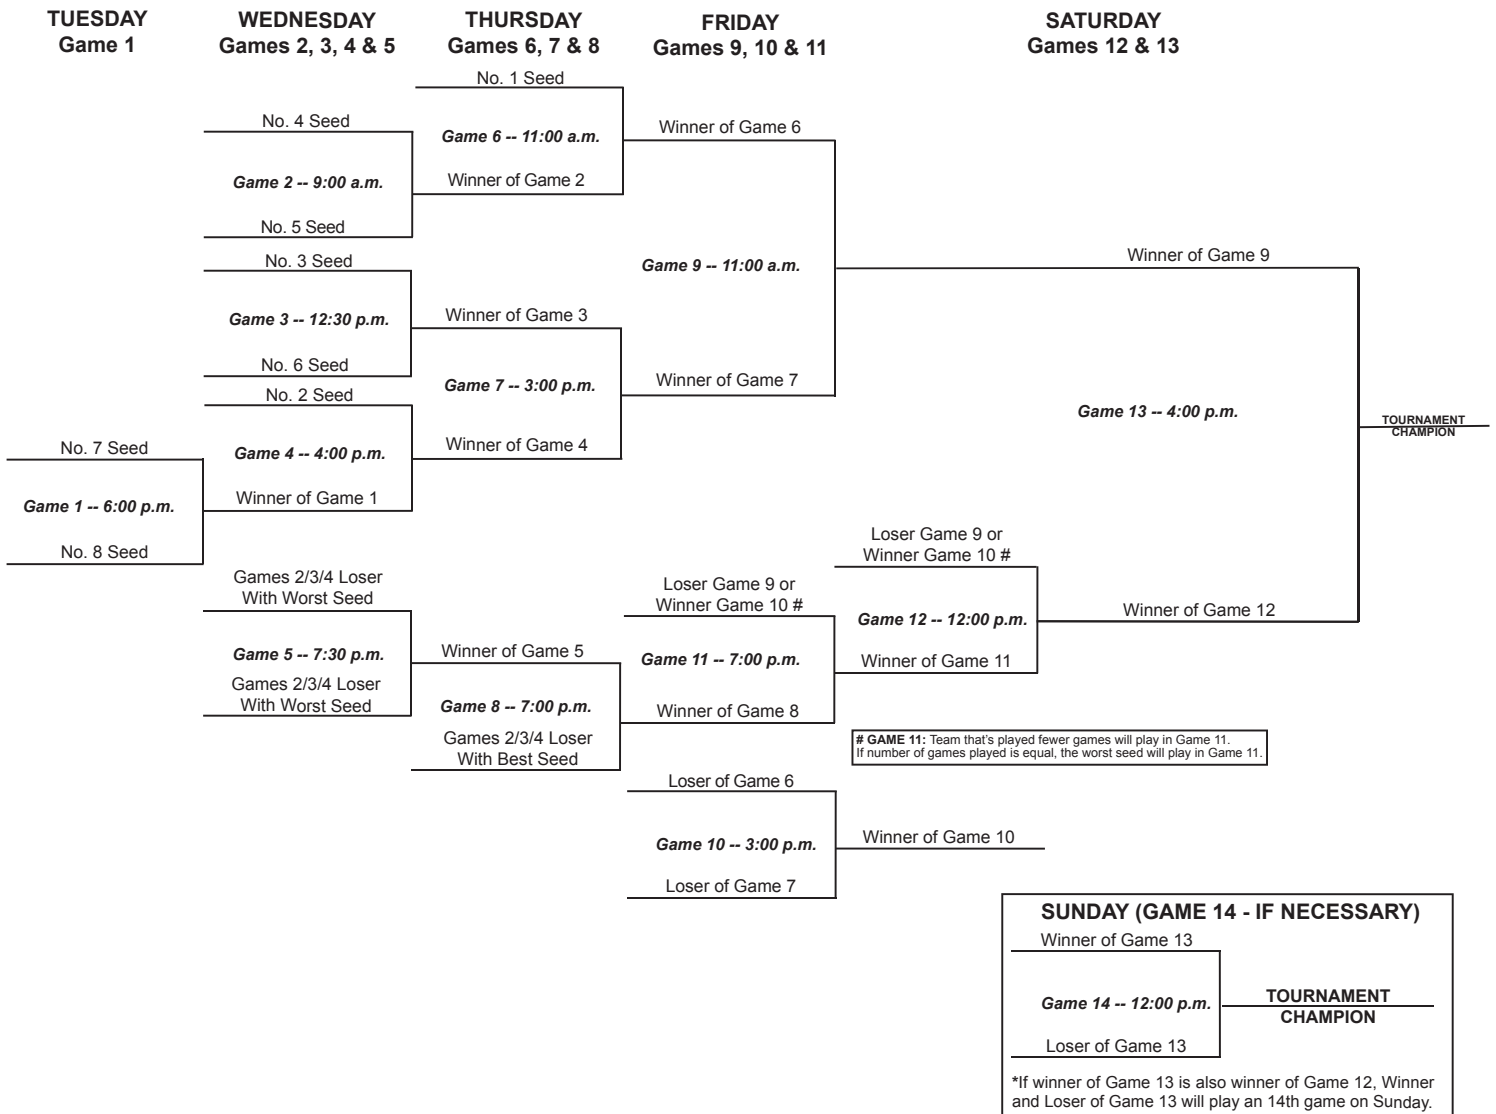 TUESDAY
Game 1
WEDNESDAY
Games 2, 3, 4 & 5
THURSDAY
Games 6, 7 & 8
FRIDAY
Games 9, 10 & 11
SATURDAY
Games 12 & 13
No. 7 Seed
Game 1 -- 6:00 p.m.
No. 8 Seed
No. 4 Seed
Game 2 -- 9:00 a.m.
No. 5 Seed
No. 3 Seed
Game 3 -- 12:30 p.m.
No. 6 Seed
No. 2 Seed
Game 4 -- 4:00 p.m.
Winner of Game 1
Games 2/3/4 Loser
With Worst Seed
Game 5 -- 7:30 p.m.
Games 2/3/4 Loser
With Worst Seed
No. 1 Seed
Game 6 -- 11:00 a.m.
Winner of Game 2
Winner of Game 3
Game 7 -- 3:00 p.m.
Winner of Game 4
Winner of Game 5
Game 8 -- 7:00 p.m.
Games 2/3/4 Loser
With Best Seed
Winner of Game 6
Game 9 -- 11:00 a.m.
Winner of Game 7
Loser Game 9 or
Winner Game 10 #
Game 11 -- 7:00 p.m.
Winner of Game 8
Loser of Game 6
Game 10 -- 3:00 p.m.
Loser of Game 7
Winner of Game 9
Game 13 -- 4:00 p.m.
TOURNAMENT
CHAMPION
Loser Game 9 or
Winner Game 10 #
Game 12 -- 12:00 p.m.
Winner of Game 11
Winner of Game 12
# GAME 11: Team that's played fewer games will play in Game 11.
If number of games played is equal, the worst seed will play in Game 11.
Winner of Game 10
SUNDAY (GAME 14 - IF NECESSARY)
Winner of Game 13
Game 14 -- 12:00 p.m.
Loser of Game 13
TOURNAMENT
CHAMPION
*If winner of Game 13 is also winner of Game 12, Winner
and Loser of Game 13 will play an 14th game on Sunday.